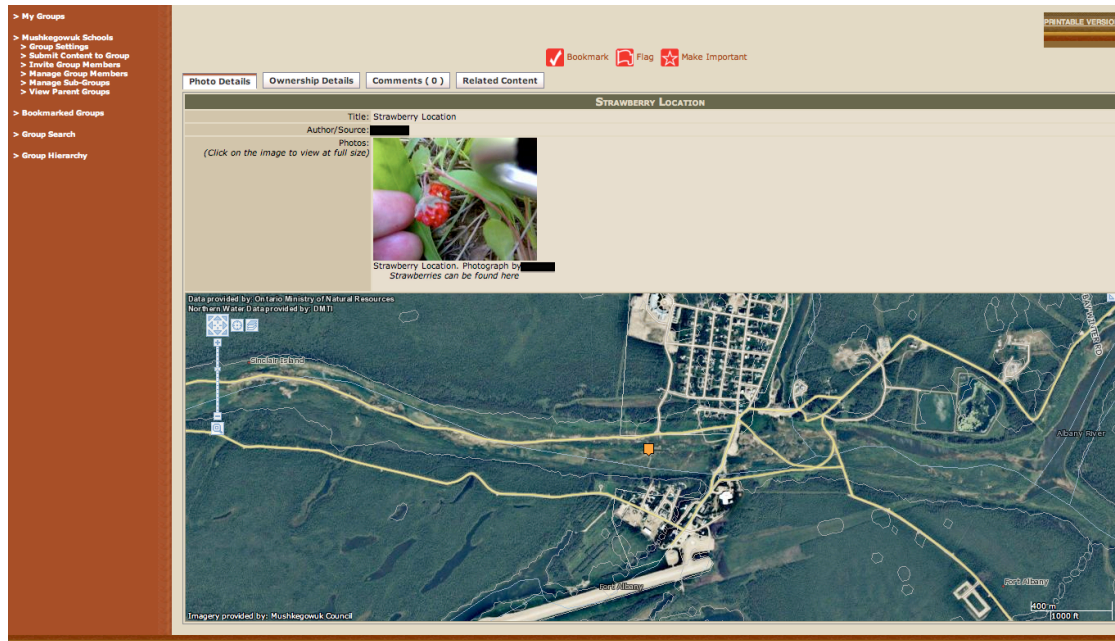 > My Groups
> Mushkegowuk Schools
> Group Settings
> Submit Content to Group
> Invite Group Members
> Manage Group Members
> Manage Sub-Groups
> View Parent Groups
> Bookmarked Groups
> Group Search
> Group Hierarchy
PRINTABLE VERSIO
Bookmark Flag Make Important
Photo Details Ownership Details Comments ( 0 ) Related Content
STRAWBERRY LOCATION
Title: Strawberry Location
Author/Source:
Photos:
(Click on the image to view at full size)
Strawberry Location. Photograph by
Strawberries can be found here
Data provided by: Ontario Ministry of Natural Resources
Northern Water Data provided by: DMTI
Sinclair Island
Albany River
Fort Albany
Fort Albany
400 m
1000 ft
Imagery provided by: Mushkegowuk Council